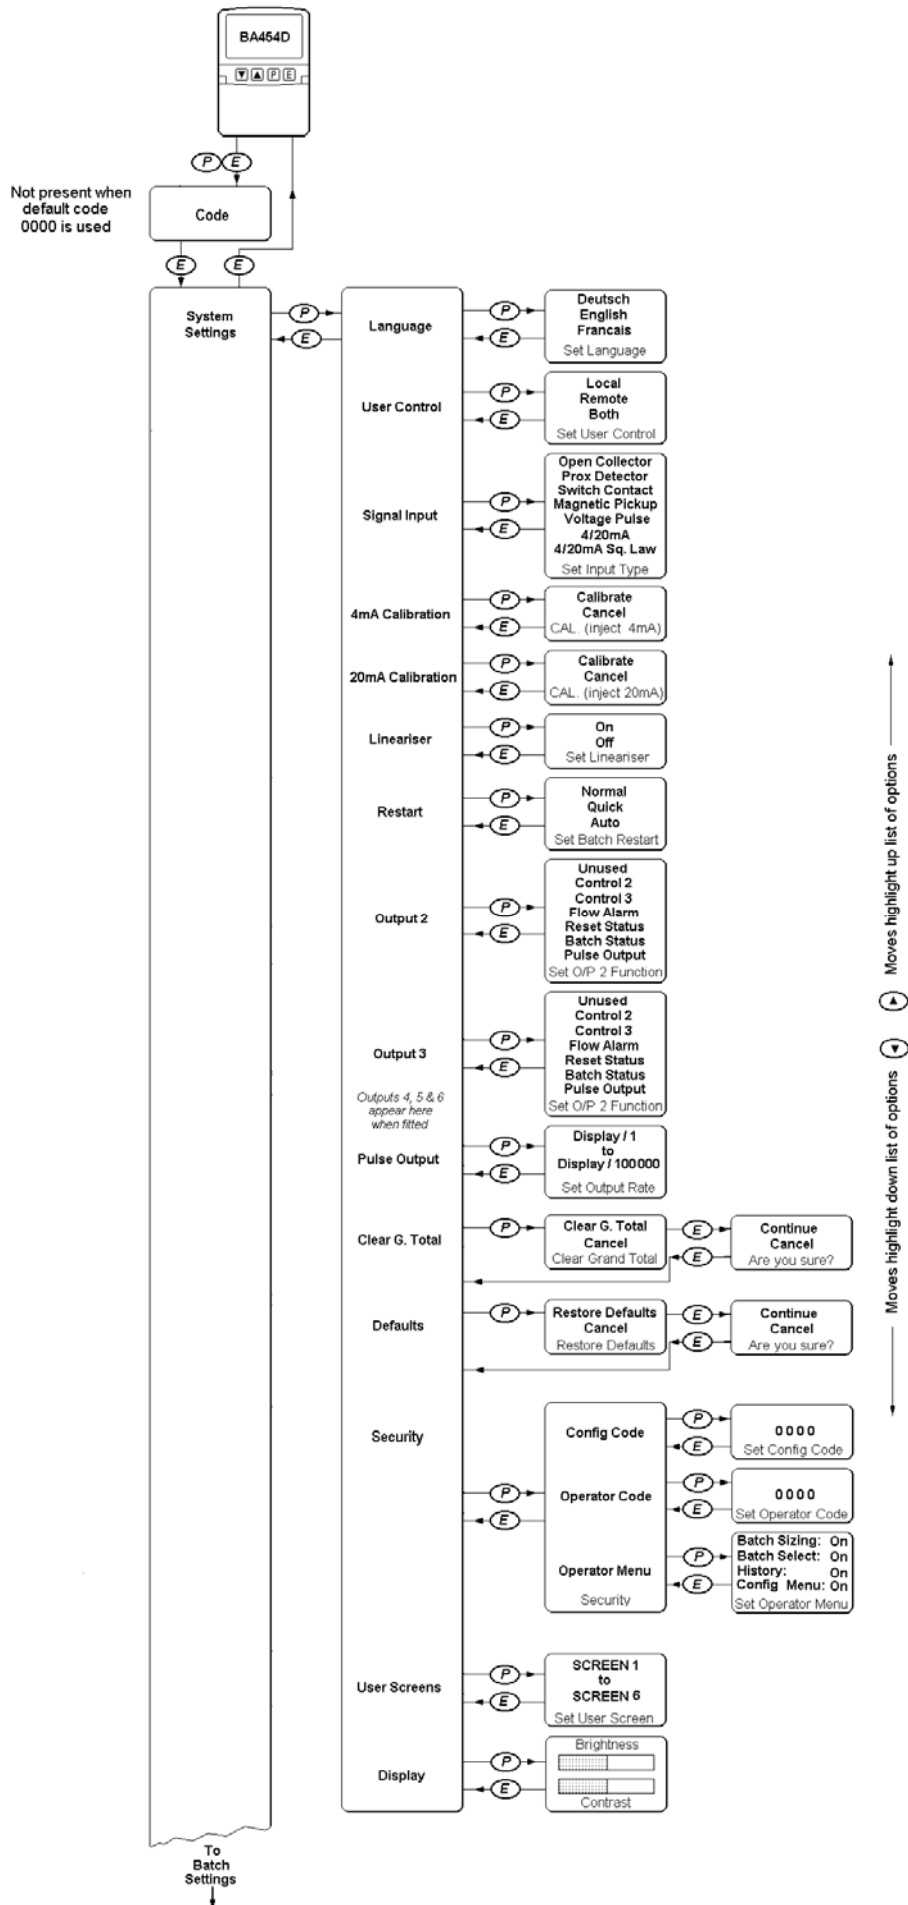 BA454D
▼ ▲ P E
P E
Not present when
default code
0000 is used
Code
E E
System
Settings
P
E
Language
P
E
Deutsch
English
Francais
Set Language
User Control
P
E
Local
Remote
Both
Set User Control
Signal Input
P
E
Open Collector
Prox Detector
Switch Contact
Magnetic Pickup
Voltage Pulse
4/20mA
4/20mA Sq. Law
Set Input Type
4mA Calibration
P
E
Calibrate
Cancel
CAL. (inject 4mA)
20mA Calibration
P
E
Calibrate
Cancel
CAL. (inject 20mA)
Lineariser
P
E
On
Off
Set Lineariser
Restart
P
E
Normal
Quick
Auto
Set Batch Restart
Output 2
P
E
Unused
Control 2
Control 3
Flow Alarm
Reset Status
Batch Status
Pulse Output
Set O/P 2 Function
Output 3
P
E
Unused
Control 2
Control 3
Flow Alarm
Reset Status
Batch Status
Pulse Output
Set O/P 2 Function
Outputs 4, 5 & 6
appear here
when fitted
Pulse Output
P
E
Display / 1
to
Display / 100000
Set Output Rate
Clear G. Total
P
Clear G. Total
Cancel
Clear Grand Total
E
E
Continue
Cancel
Are you sure?
Defaults
P
Restore Defaults
Cancel
Restore Defaults
E
E
Continue
Cancel
Are you sure?
Security
P
E
Config Code
P
E
0000
Set Config Code
Operator Code
P
E
0000
Set Operator Code
Operator Menu
Security
P
E
Batch Sizing: On
Batch Select: On
History: On
Config Menu: On
Set Operator Menu
User Screens
P
E
SCREEN 1
to
SCREEN 6
Set User Screen
Display
P
E
Brightness
Contrast
To
Batch
Settings
Moves highlight up list of options
▲
▼
Moves highlight down list of options